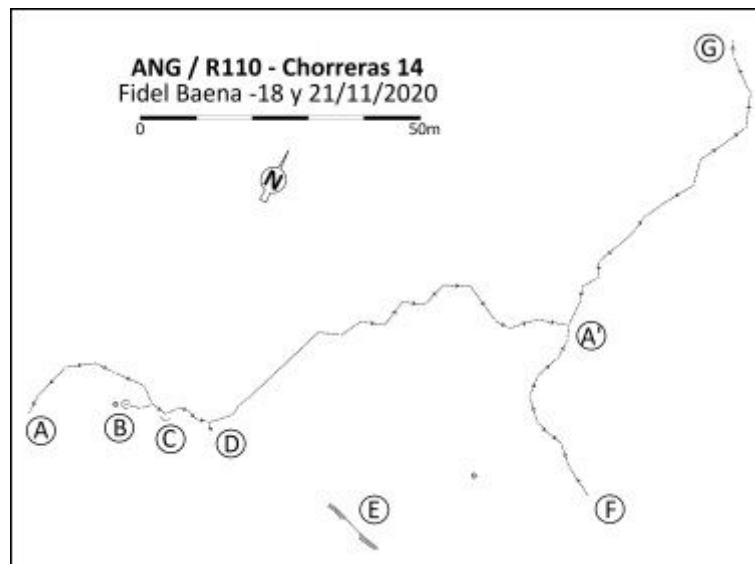 ANG / R110 - Chorreras 14
Fidel Baena -18 y 21/11/2020
0 50m
N
G
A'
A
B
C
D
E
F